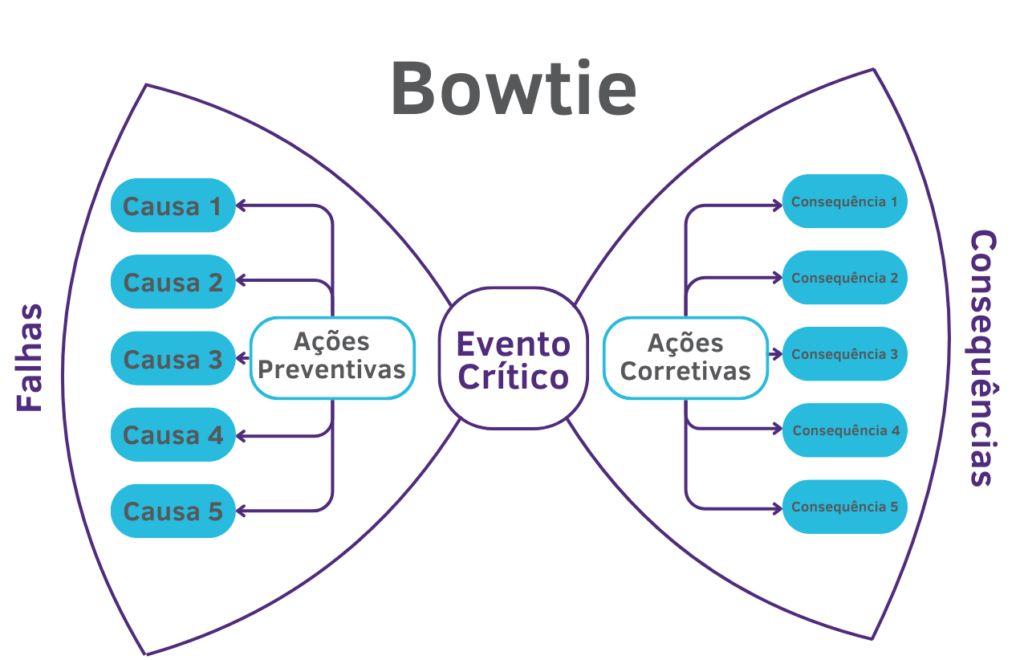 Bowtie
Falhas
Causa 1
Causa 2
Causa 3
Causa 4
Causa 5
Ações
Preventivas
Evento
Crítico
Ações
Corretivas
Consequência 1
Consequência 2
Consequência 3
Consequência 4
Consequência 5
Consequências